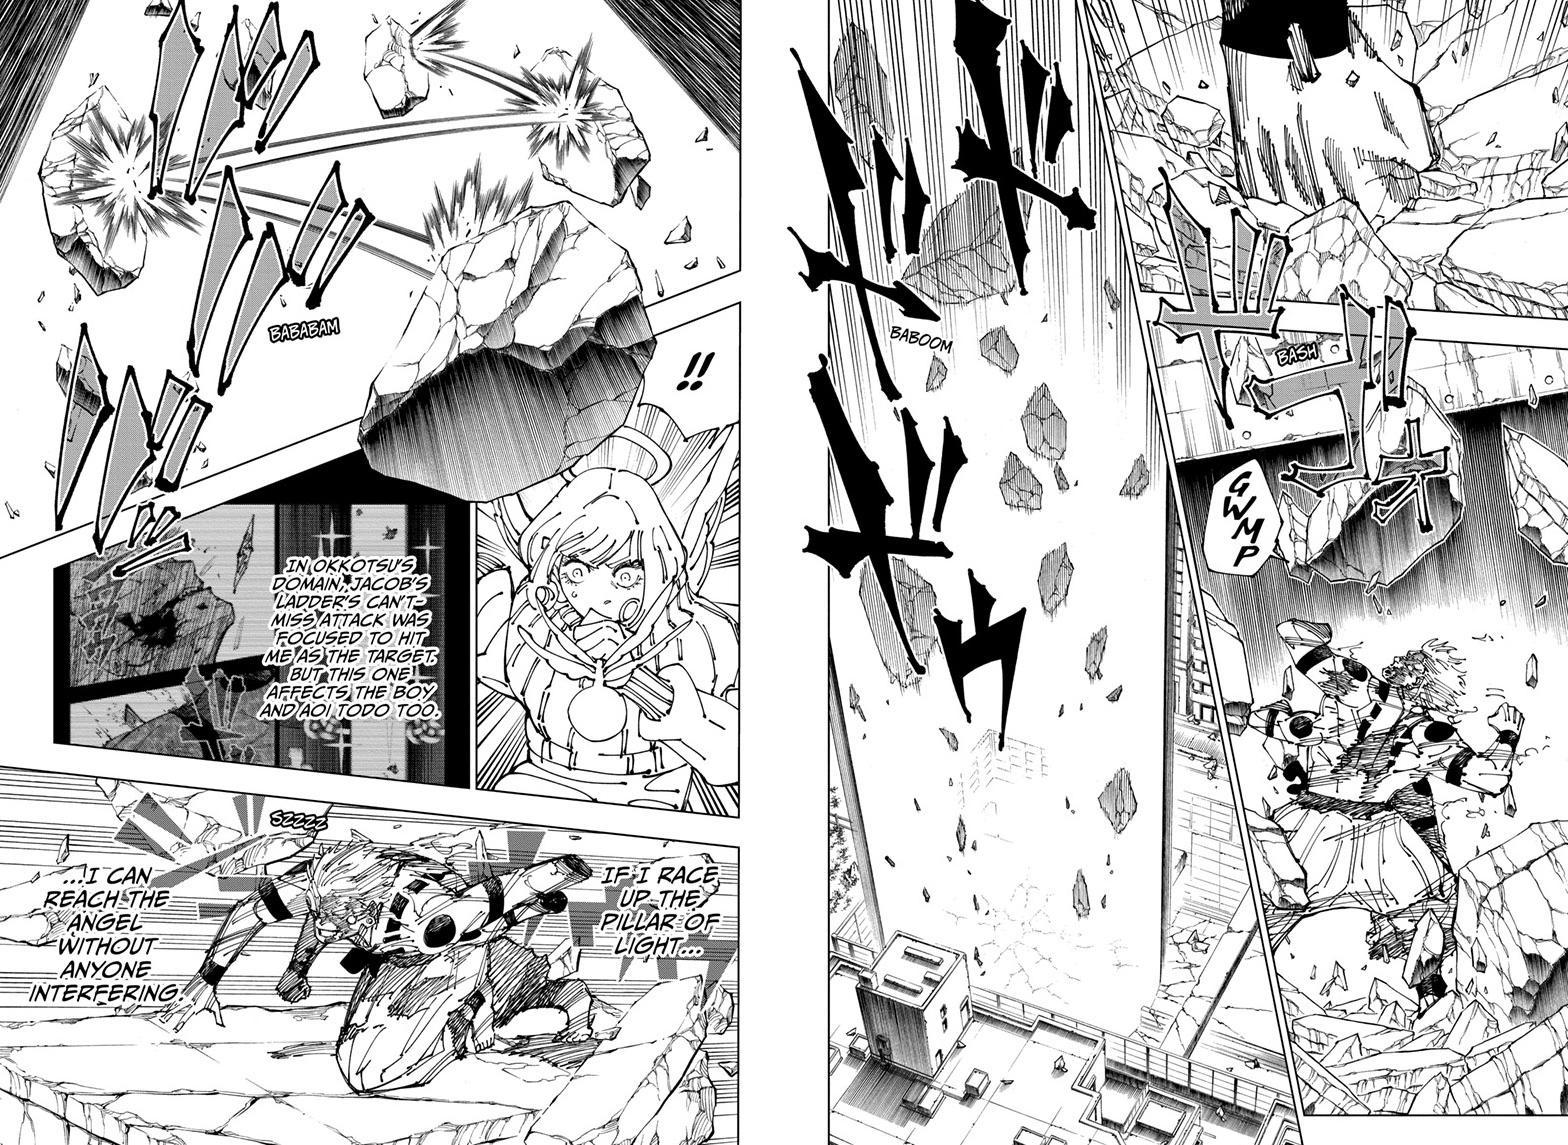 BASH
GWMP
BABOOM
BABABAM
!!
IN OKKOTSU'S
DOMAIN, JACOB'S
LADDER'S CAN'T-
MISS ATTACK WAS
FOCUSED TO HIT
ME AS THE TARGET.
BUT THIS ONE
AFFECTS THE BOY
AND AOI TODO TOO.
SZZZZ
IF I RACE
UP THE
PILLAR OF
LIGHT...
...I CAN
REACH THE
ANGEL
WITHOUT
ANYONE
INTERFERING.